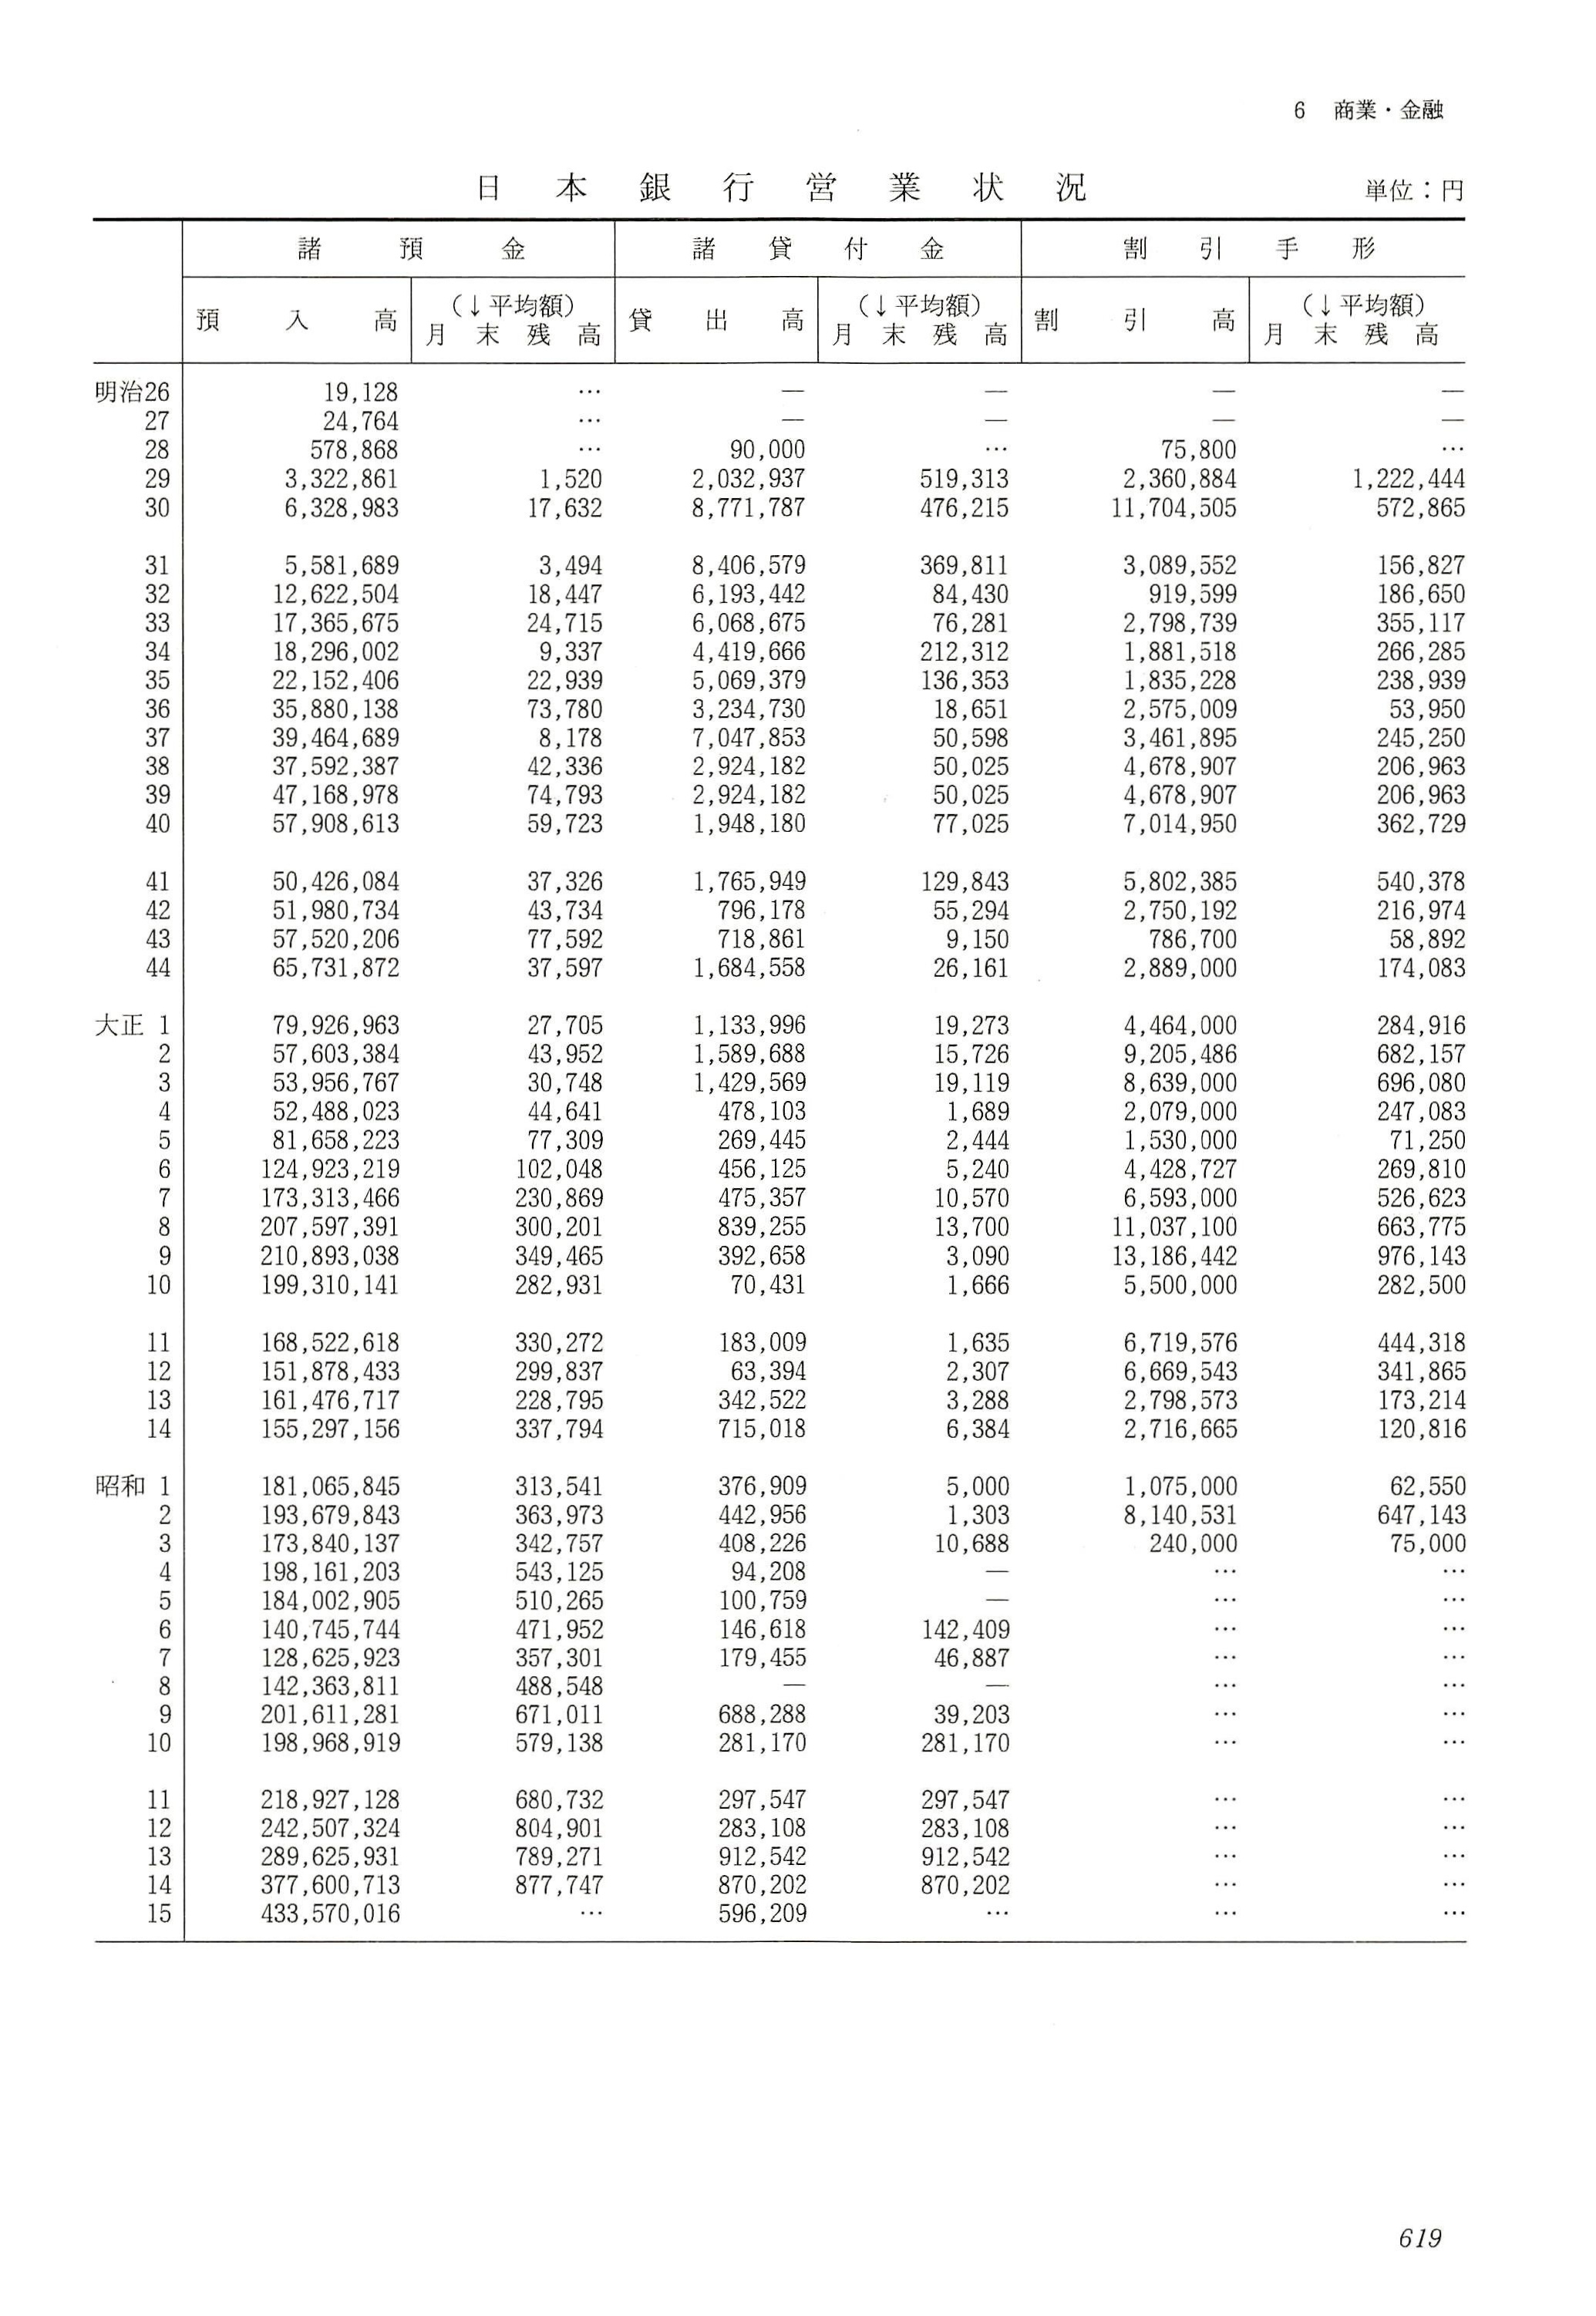 6 商業・金融
日本銀行営業状況 単位：円
諸預金 諸貸付金 割引手形
預入高 (↓平均額)月末残高 貸出高 (↓平均額)月末残高 割引高 (↓平均額)月末残高
明治26 19,128 … — — — —
27 24,764 … — — — —
28 578,868 … 90,000 … 75,800 …
29 3,322,861 1,520 2,032,937 519,313 2,360,884 1,222,444
30 6,328,983 17,632 8,771,787 476,215 11,704,505 572,865
31 5,581,689 3,494 8,406,579 369,811 3,089,552 156,827
32 12,622,504 18,447 6,193,442 84,430 919,599 186,650
33 17,365,675 24,715 6,068,675 76,281 2,798,739 355,117
34 18,296,002 9,337 4,419,666 212,312 1,881,518 266,285
35 22,152,406 22,939 5,069,379 136,353 1,835,228 238,939
36 35,880,138 73,780 3,234,730 18,651 2,575,009 53,950
37 39,464,689 8,178 7,047,853 50,598 3,461,895 245,250
38 37,592,387 42,336 2,924,182 50,025 4,678,907 206,963
39 47,168,978 74,793 2,924,182 50,025 4,678,907 206,963
40 57,908,613 59,723 1,948,180 77,025 7,014,950 362,729
41 50,426,084 37,326 1,765,949 129,843 5,802,385 540,378
42 51,980,734 43,734 796,178 55,294 2,750,192 216,974
43 57,520,206 77,592 718,861 9,150 786,700 58,892
44 65,731,872 37,597 1,684,558 26,161 2,889,000 174,083
大正 1 79,926,963 27,705 1,133,996 19,273 4,464,000 284,916
2 57,603,384 43,952 1,589,688 15,726 9,205,486 682,157
3 53,956,767 30,748 1,429,569 19,119 8,639,000 696,080
4 52,488,023 44,641 478,103 1,689 2,079,000 247,083
5 81,658,223 77,309 269,445 2,444 1,530,000 71,250
6 124,923,219 102,048 456,125 5,240 4,428,727 269,810
7 173,313,466 230,869 475,357 10,570 6,593,000 526,623
8 207,597,391 300,201 839,255 13,700 11,037,100 663,775
9 210,893,038 349,465 392,658 3,090 13,186,442 976,143
10 199,310,141 282,931 70,431 1,666 5,500,000 282,500
11 168,522,618 330,272 183,009 1,635 6,719,576 444,318
12 151,878,433 299,837 63,394 2,307 6,669,543 341,865
13 161,476,717 228,795 342,522 3,288 2,798,573 173,214
14 155,297,156 337,794 715,018 6,384 2,716,665 120,816
昭和 1 181,065,845 313,541 376,909 5,000 1,075,000 62,550
2 193,679,843 363,973 442,956 1,303 8,140,531 647,143
3 173,840,137 342,757 408,226 10,688 240,000 75,000
4 198,161,203 543,125 94,208 — … …
5 184,002,905 510,265 100,759 — … …
6 140,745,744 471,952 146,618 142,409 … …
7 128,625,923 357,301 179,455 46,887 … …
8 142,363,811 488,548 — — … …
9 201,611,281 671,011 688,288 39,203 … …
10 198,968,919 579,138 281,170 281,170 … …
11 218,927,128 680,732 297,547 297,547 … …
12 242,507,324 804,901 283,108 283,108 … …
13 289,625,931 789,271 912,542 912,542 … …
14 377,600,713 877,747 870,202 870,202 … …
15 433,570,016 … 596,209 … … …
619